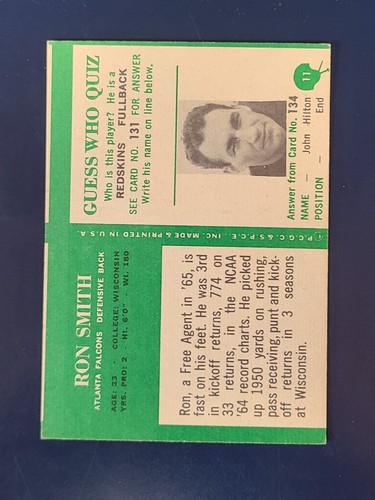 RON SMITH
ATLANTA FALCONS DEFENSIVE BACK
AGE: 23 · COLLEGE: WISCONSIN
YRS. PRO: 2 HT. 6'0" · WT. 180
Ron, a Free Agent in '65, is
fast on his feet. He was 3rd
in kickoff returns, 774 on
33 returns, in the NCAA
'64 record charts. He picked
up 1950 yards on rushing,
pass receiving, punt and kick-
off returns in 3 seasons
at Wisconsin.
© P.C.G.C. & S.P.C.E. INC. MADE & PRINTED IN U.S.A.
GUESS WHO QUIZ
Who is this player? He is a
REDSKINS FULLBACK
SEE CARD NO. 131 FOR ANSWER
Write his name on line below.
11
Answer from Card No. 134
NAME — John Hilton
POSITION — End